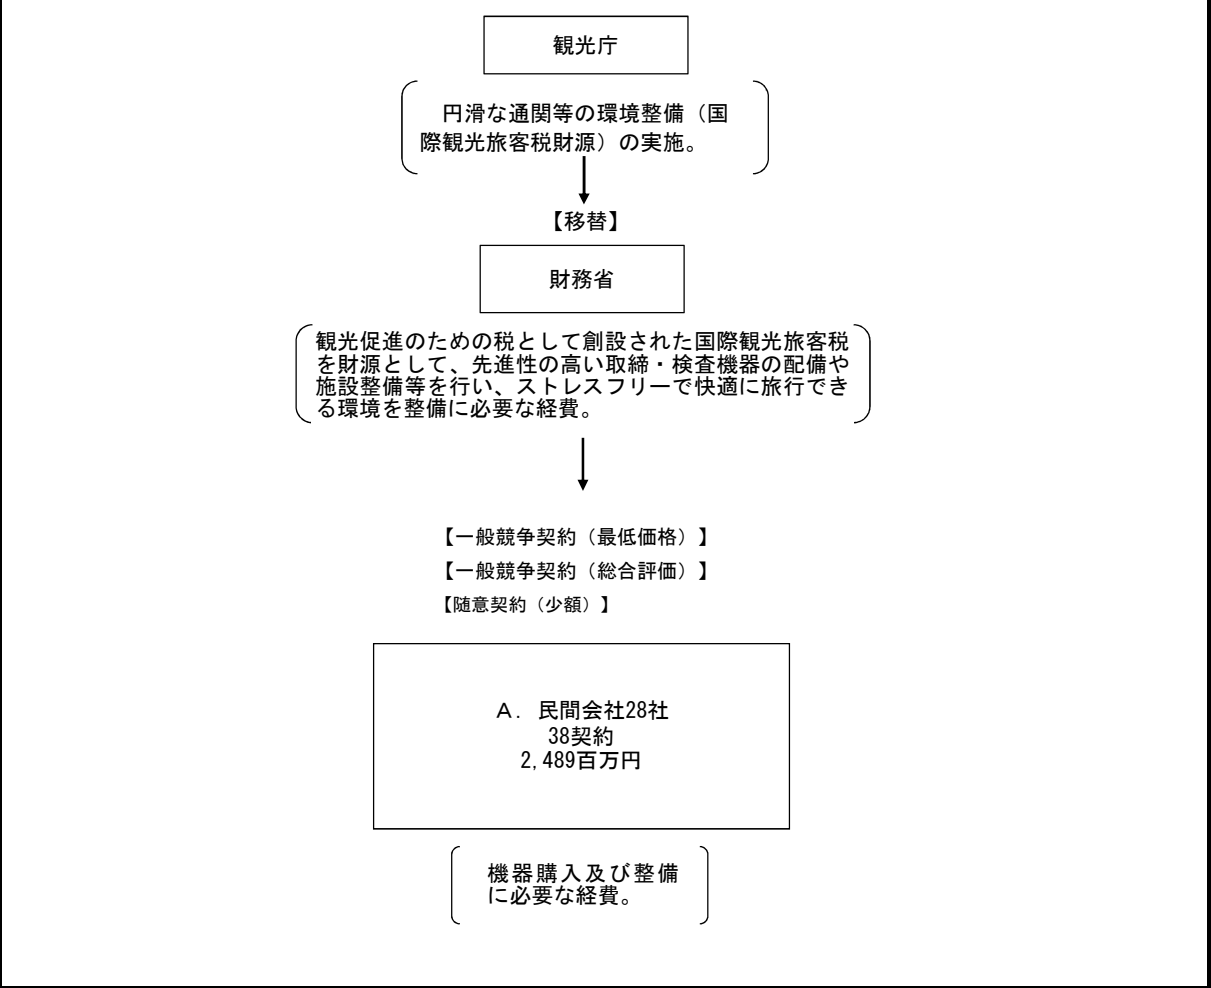 観光庁
円滑な通関等の環境整備（国
際観光旅客税財源）の実施。
【移替】
財務省
観光促進のための税として創設された国際観光旅客税
を財源として、先進性の高い取締・検査機器の配備や
施設整備等を行い、ストレスフリーで快適に旅行でき
る環境を整備に必要な経費。
【一般競争契約（最低価格）】
【一般競争契約（総合評価）】
【随意契約（少額）】
Ａ．民間会社28社
38契約
2,489百万円
機器購入及び整備
に必要な経費。